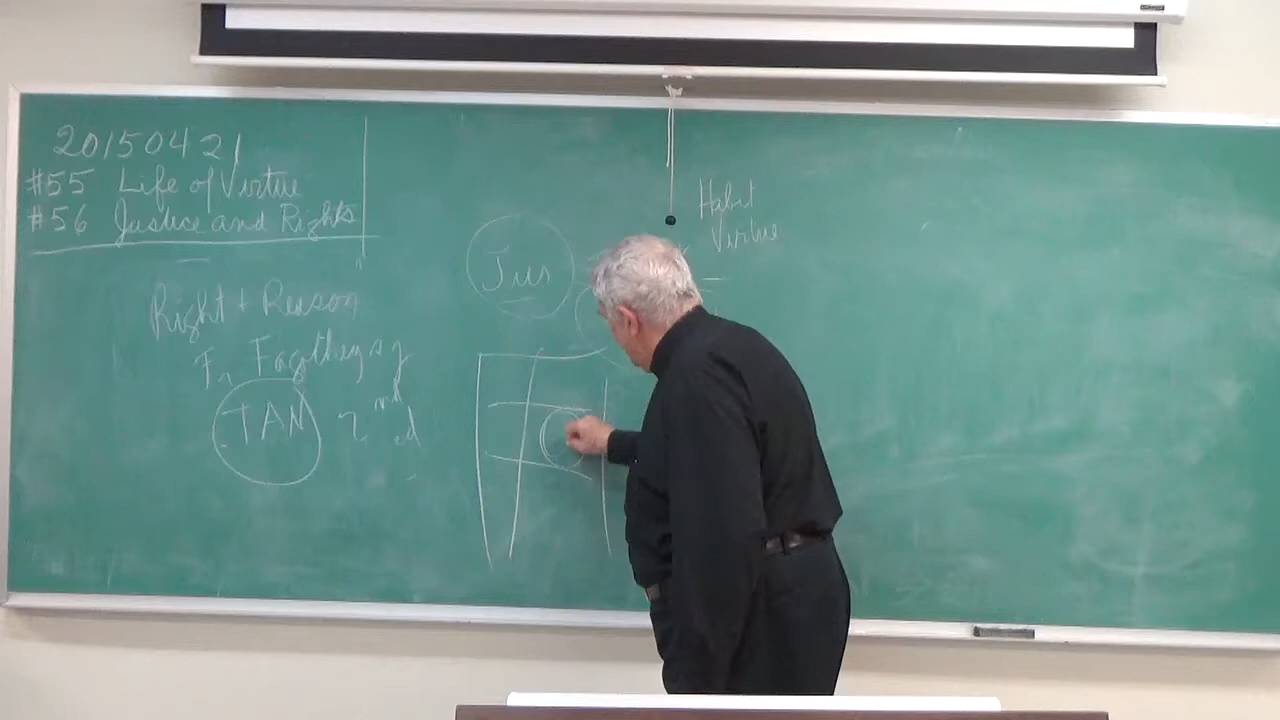 20150421
#55 Life of Virtue
#56 Justice and Rights
Right + Reason
Fr Fagothey SJ
TAN 2nd ed
Jus
Habit
Virtue